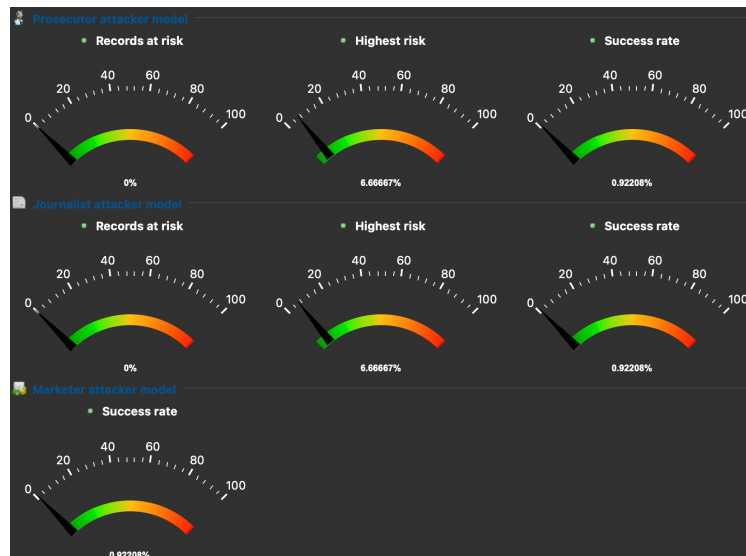 Prosecutor attacker model
Records at risk Highest risk Success rate
0 20 40 60 80 100 0 20 40 60 80 100 0 20 40 60 80 100
0% 6.66667% 0.92208%
Journalist attacker model
Records at risk Highest risk Success rate
0 20 40 60 80 100 0 20 40 60 80 100 0 20 40 60 80 100
0% 6.66667% 0.92208%
Marketer attacker model
Success rate
0 20 40 60 80 100
0.92208%